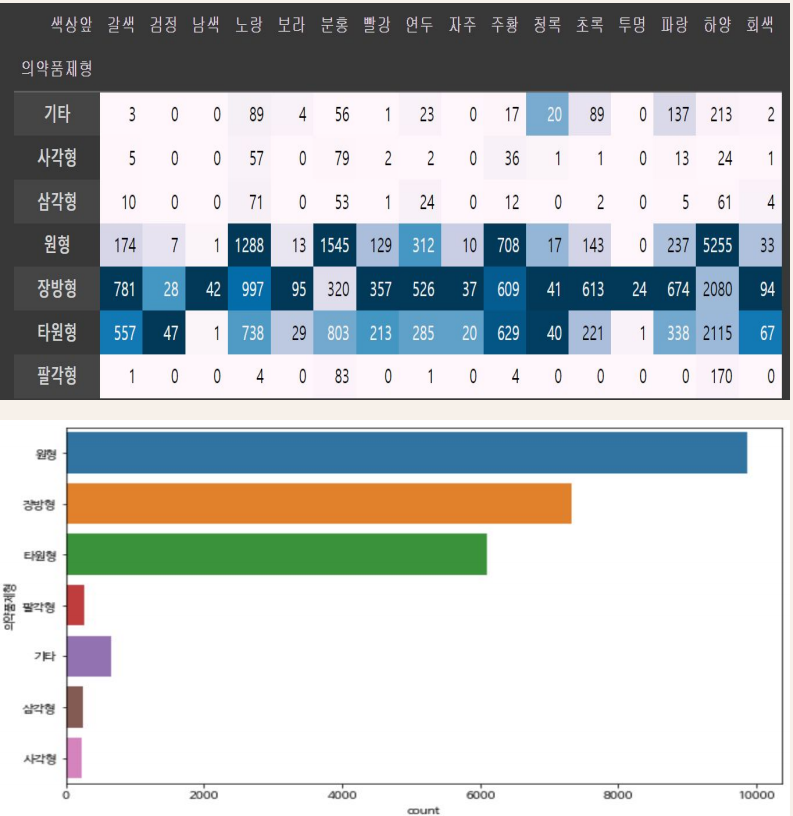 색상앞 갈색 검정 남색 노랑 보라 분홍 빨강 연두 자주 주황 청록 초록 투명 파랑 하양 회색
의약품제형
기타 3 0 0 89 4 56 1 23 0 17 20 89 0 137 213 2
사각형 5 0 0 57 0 79 2 2 0 36 1 1 0 13 24 1
삼각형 10 0 0 71 0 53 1 24 0 12 0 2 0 5 61 4
원형 174 7 1 1288 13 1545 129 312 10 708 17 143 0 237 5255 33
장방형 781 28 42 997 95 320 357 526 37 609 41 613 24 674 2080 94
타원형 557 47 1 738 29 803 213 285 20 629 40 221 1 338 2115 67
팔각형 1 0 0 4 0 83 0 1 0 4 0 0 0 0 170 0
원형
장방형
타원형
의약품제형
팔각형
기타
삼각형
사각형
0 2000 4000 6000 8000 10000
count